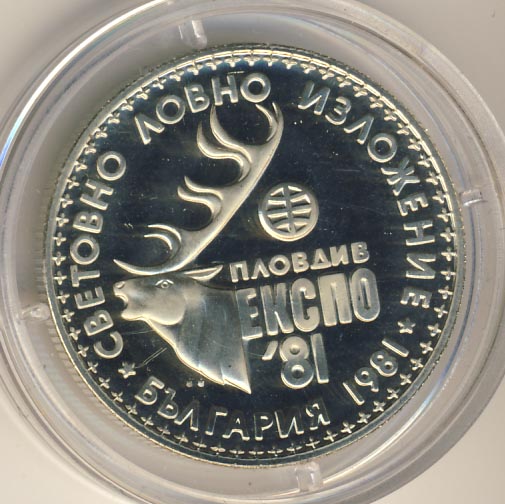 СВЕТОВНО ЛОВНО ИЗЛОЖЕНИЕ
ПЛОВДИВ
ЕКСПО
'81
БЪЛГАРИЯ 1981